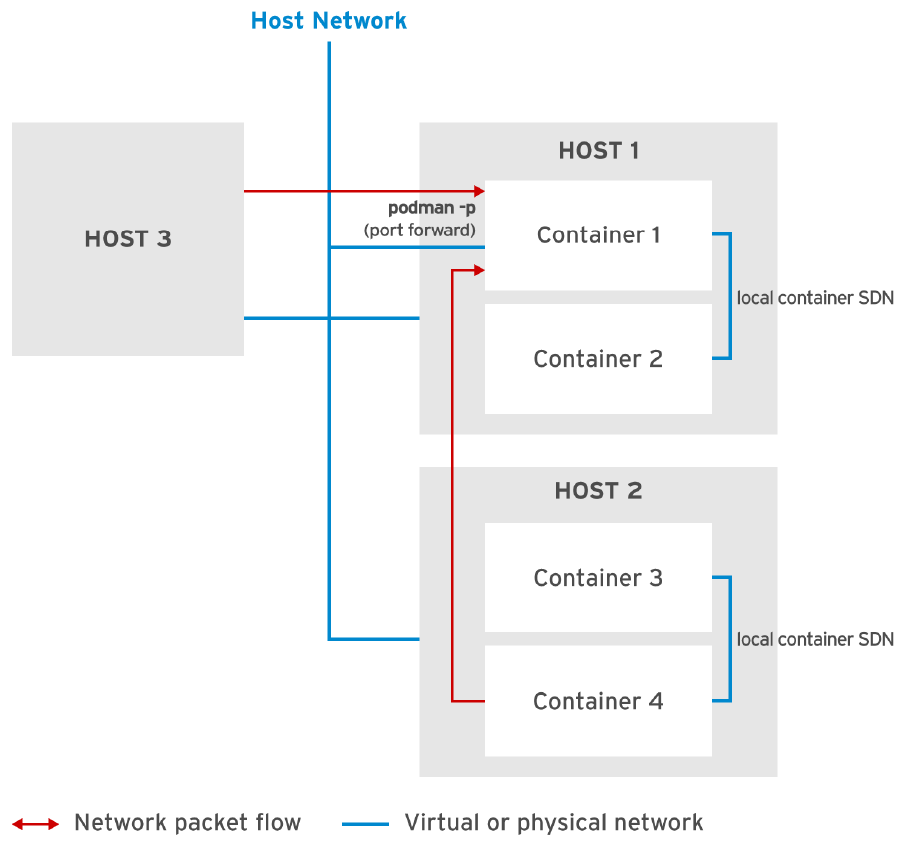 Host Network
HOST 1
HOST 3
podman -p
(port forward)
Container 1
local container SDN
Container 2
HOST 2
Container 3
local container SDN
Container 4
Network packet flow
Virtual or physical network